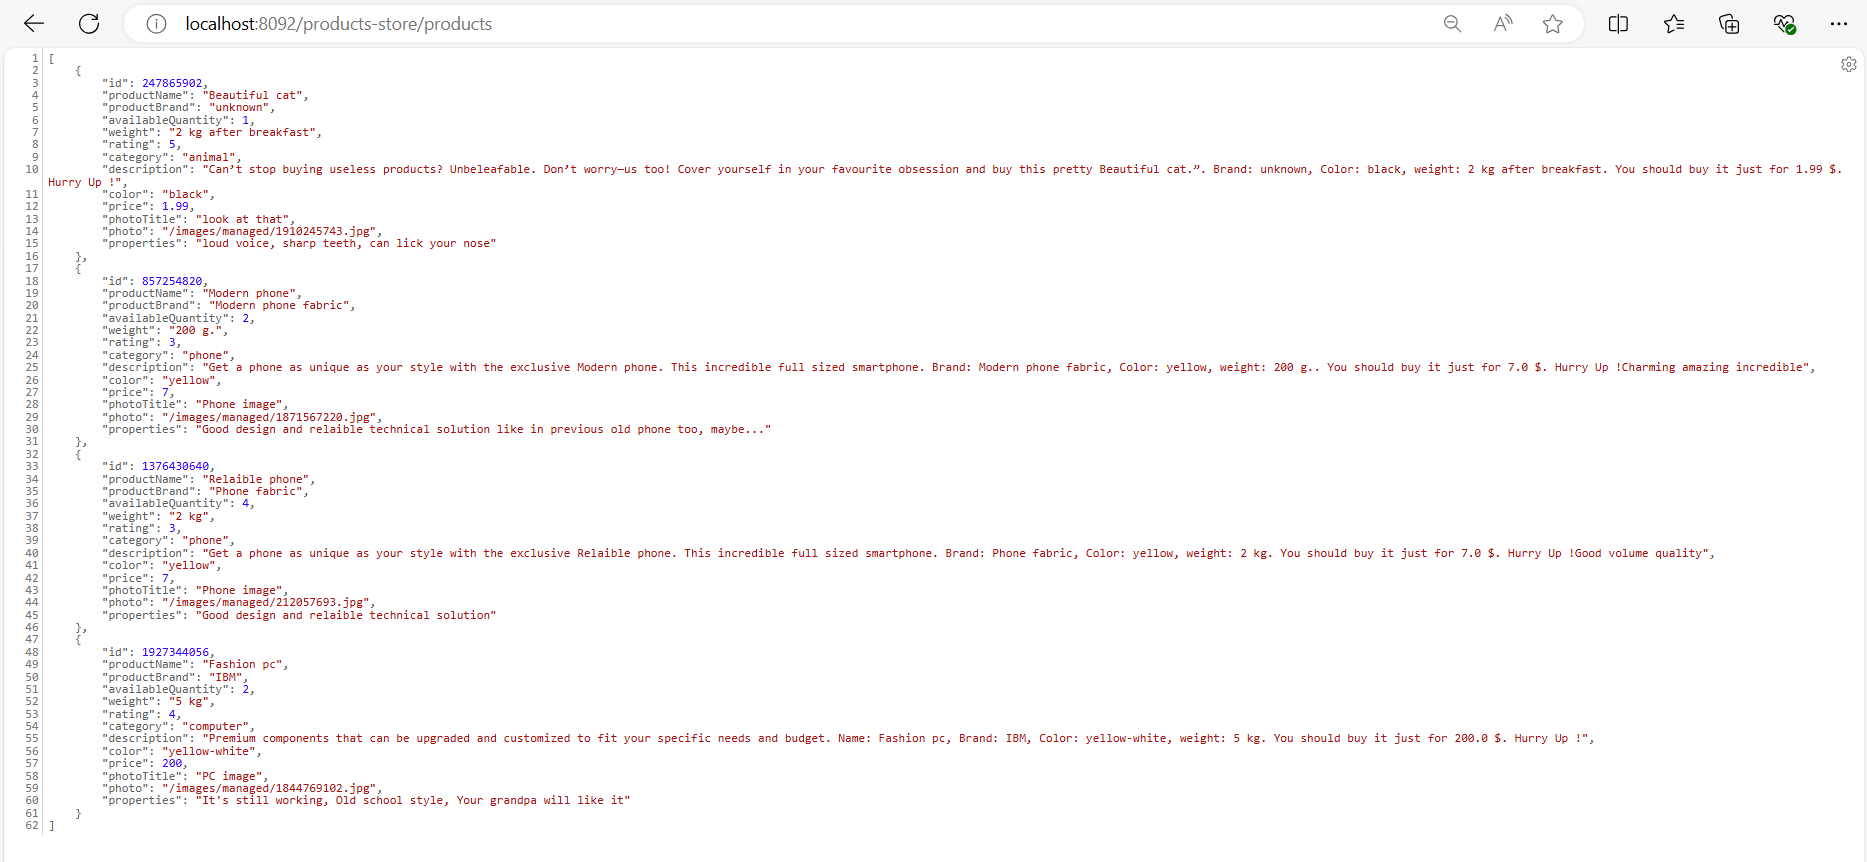 localhost:8092/products-store/products
1 [
2 {
3 "id": 247865902,
4 "productName": "Beautiful cat",
5 "productBrand": "unknown",
6 "availableQuantity": 1,
7 "weight": "2 kg after breakfast",
8 "rating": 5,
9 "category": "animal",
10 "description": "Can’t stop buying useless products? Unbeleafable. Don’t worry—us too! Cover yourself in your favourite obsession and buy this pretty Beautiful cat.”. Brand: unknown, Color: black, weight: 2 kg after breakfast. You should buy it just for 1.99 $.
Hurry Up !",
11 "color": "black",
12 "price": 1.99,
13 "photoTitle": "look at that",
14 "photo": "/images/managed/1910245743.jpg",
15 "properties": "loud voice, sharp teeth, can lick your nose"
16 },
17 {
18 "id": 857254820,
19 "productName": "Modern phone",
20 "productBrand": "Modern phone fabric",
21 "availableQuantity": 2,
22 "weight": "200 g.",
23 "rating": 3,
24 "category": "phone",
25 "description": "Get a phone as unique as your style with the exclusive Modern phone. This incredible full sized smartphone. Brand: Modern phone fabric, Color: yellow, weight: 200 g.. You should buy it just for 7.0 $. Hurry Up !Charming amazing incredible",
26 "color": "yellow",
27 "price": 7,
28 "photoTitle": "Phone image",
29 "photo": "/images/managed/1871567220.jpg",
30 "properties": "Good design and relaible technical solution like in previous old phone too, maybe..."
31 },
32 {
33 "id": 1376430640,
34 "productName": "Relaible phone",
35 "productBrand": "Phone fabric",
36 "availableQuantity": 4,
37 "weight": "2 kg",
38 "rating": 3,
39 "category": "phone",
40 "description": "Get a phone as unique as your style with the exclusive Relaible phone. This incredible full sized smartphone. Brand: Phone fabric, Color: yellow, weight: 2 kg. You should buy it just for 7.0 $. Hurry Up !Good volume quality",
41 "color": "yellow",
42 "price": 7,
43 "photoTitle": "Phone image",
44 "photo": "/images/managed/212057693.jpg",
45 "properties": "Good design and relaible technical solution"
46 },
47 {
48 "id": 1927344056,
49 "productName": "Fashion pc",
50 "productBrand": "IBM",
51 "availableQuantity": 2,
52 "weight": "5 kg",
53 "rating": 4,
54 "category": "computer",
55 "description": "Premium components that can be upgraded and customized to fit your specific needs and budget. Name: Fashion pc, Brand: IBM, Color: yellow-white, weight: 5 kg. You should buy it just for 200.0 $. Hurry Up !",
56 "color": "yellow-white",
57 "price": 200,
58 "photoTitle": "PC image",
59 "photo": "/images/managed/1844769102.jpg",
60 "properties": "It's still working, Old school style, Your grandpa will like it"
61 }
62 ]